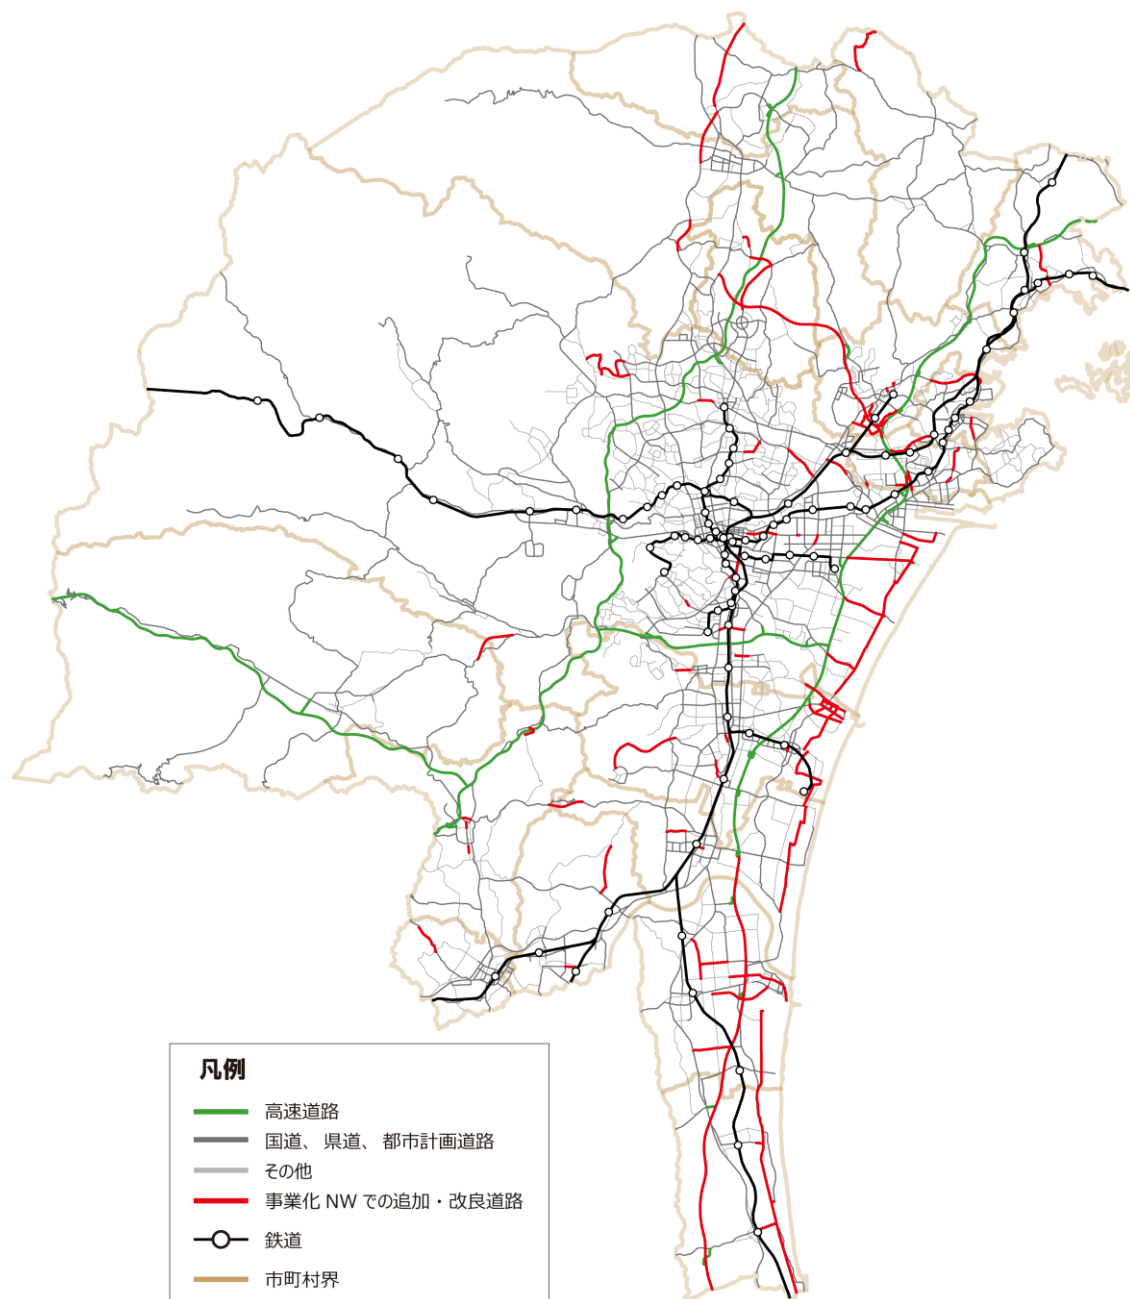 凡例
高速道路
国道、県道、都市計画道路
その他
事業化 NW での追加・改良道路
鉄道
市町村界